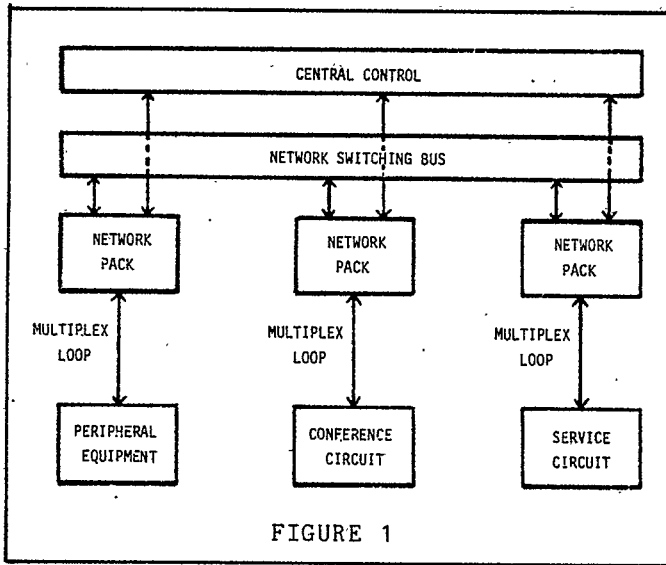 CENTRAL CONTROL
NETWORK SWITCHING BUS
NETWORK
PACK
NETWORK
PACK
NETWORK
PACK
MULTIPLEX
LOOP
MULTIPLEX
LOOP
MULTIPLEX
LOOP
PERIPHERAL
EQUIPMENT
CONFERENCE
CIRCUIT
SERVICE
CIRCUIT
FIGURE 1